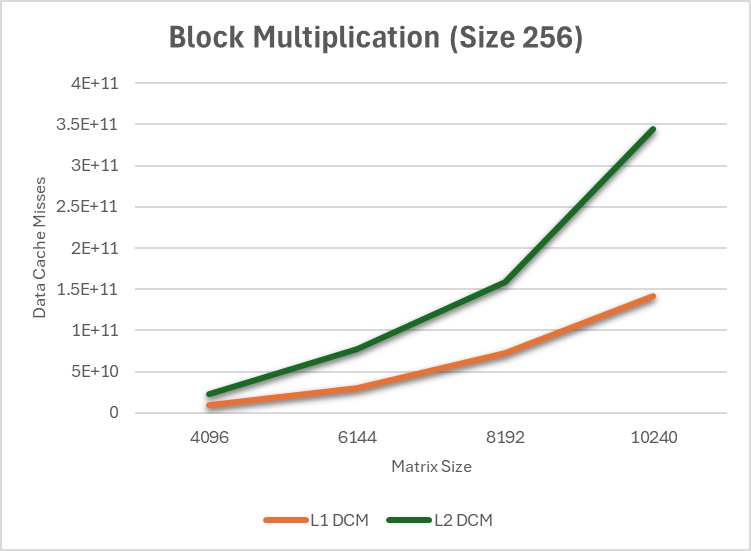 Block Multiplication (Size 256)
4E+11
3.5E+11
3E+11
2.5E+11
2E+11
1.5E+11
1E+11
5E+10
0
Data Cache Misses
4096 6144 8192 10240
Matrix Size
L1 DCM L2 DCM